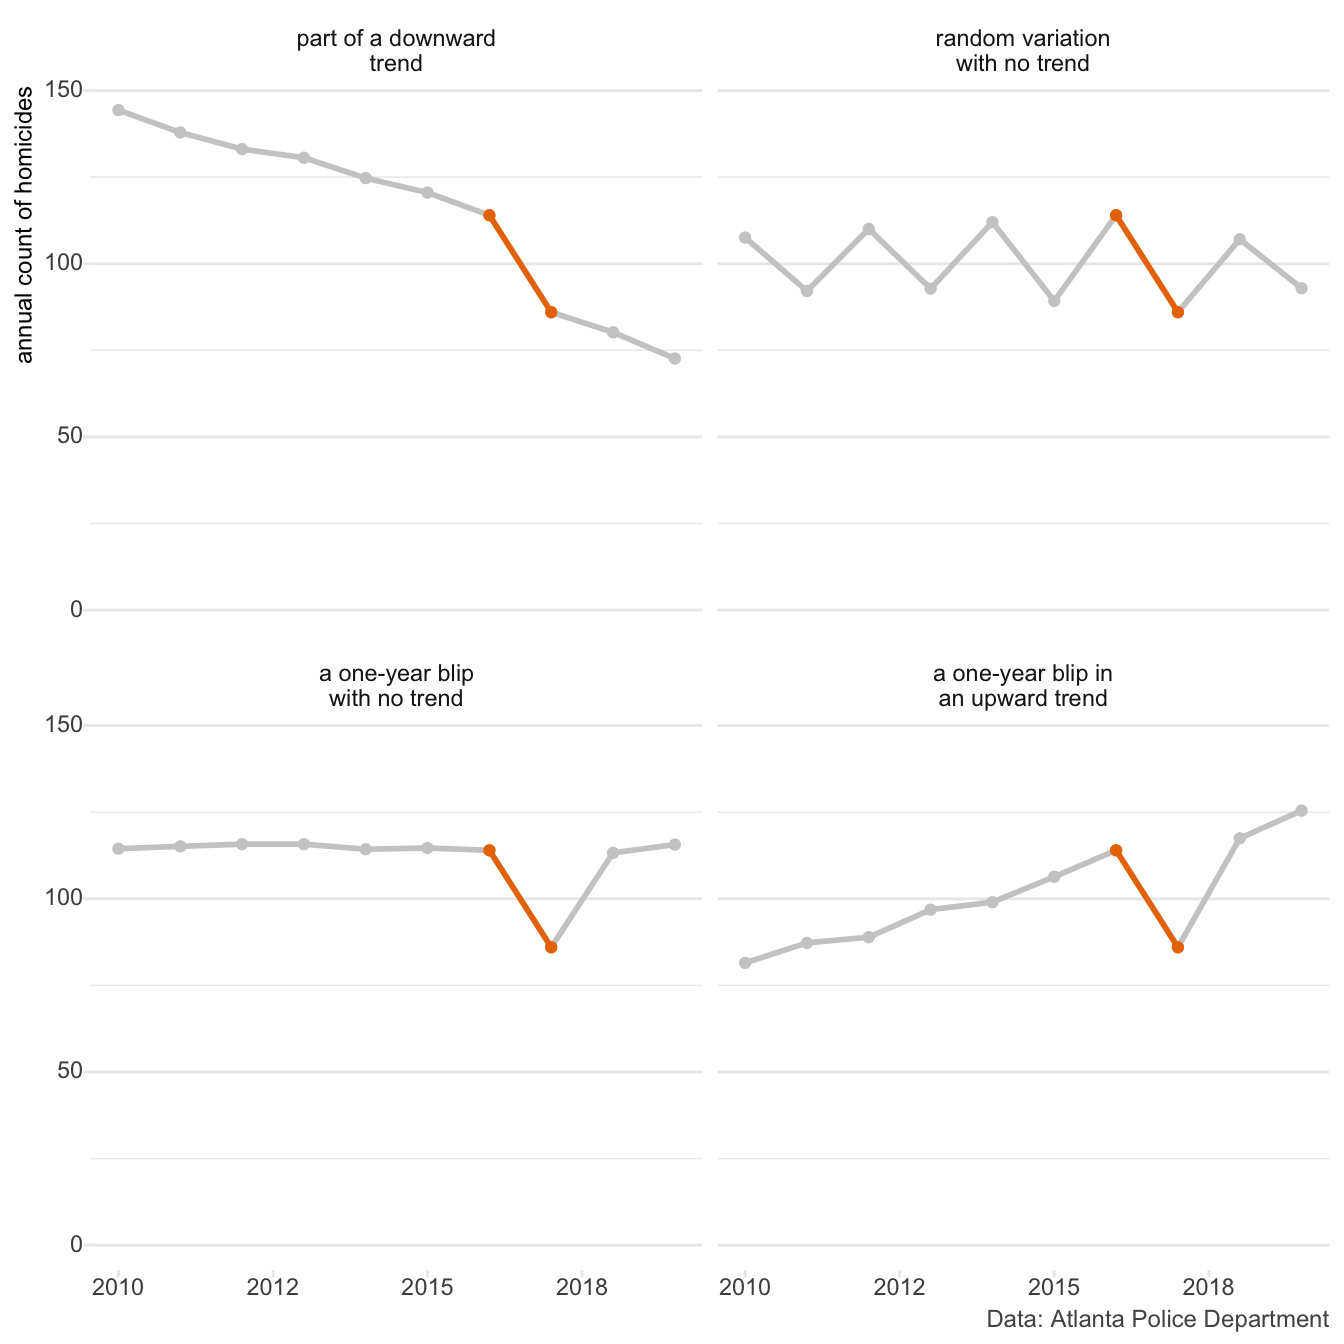 part of a downward
trend
random variation
with no trend
annual count of homicides
150
100
50
0
a one-year blip
with no trend
a one-year blip in
an upward trend
150
100
50
0
2010 2012 2015 2018
2010 2012 2015 2018
Data: Atlanta Police Department